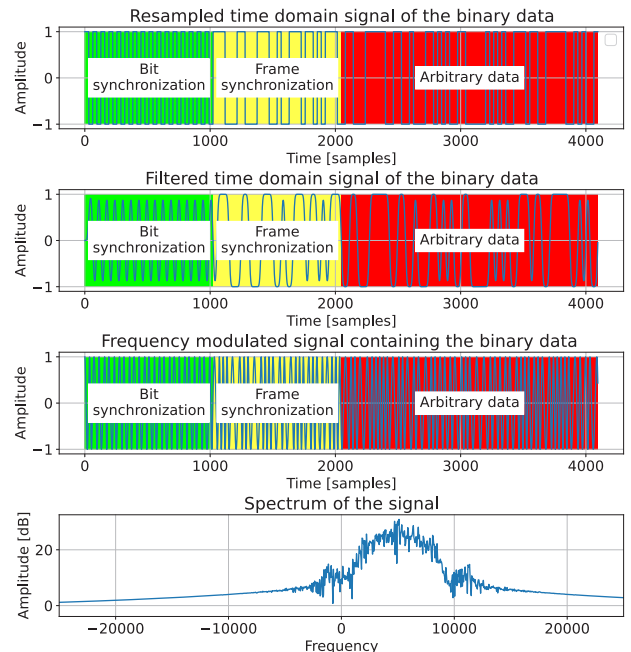 Resampled time domain signal of the binary data
Amplitude
1
0
−1
Bit
synchronization
Frame
synchronization
Arbitrary data
0
1000
2000
3000
4000
Time [samples]
Filtered time domain signal of the binary data
Amplitude
1
0
−1
Bit
synchronization
Frame
synchronization
Arbitrary data
0
1000
2000
3000
4000
Time [samples]
Frequency modulated signal containing the binary data
Amplitude
1
0
−1
Bit
synchronization
Frame
synchronization
Arbitrary data
0
1000
2000
3000
4000
Time [samples]
Spectrum of the signal
Amplitude [dB]
20
0
−20000
−10000
0
10000
20000
Frequency